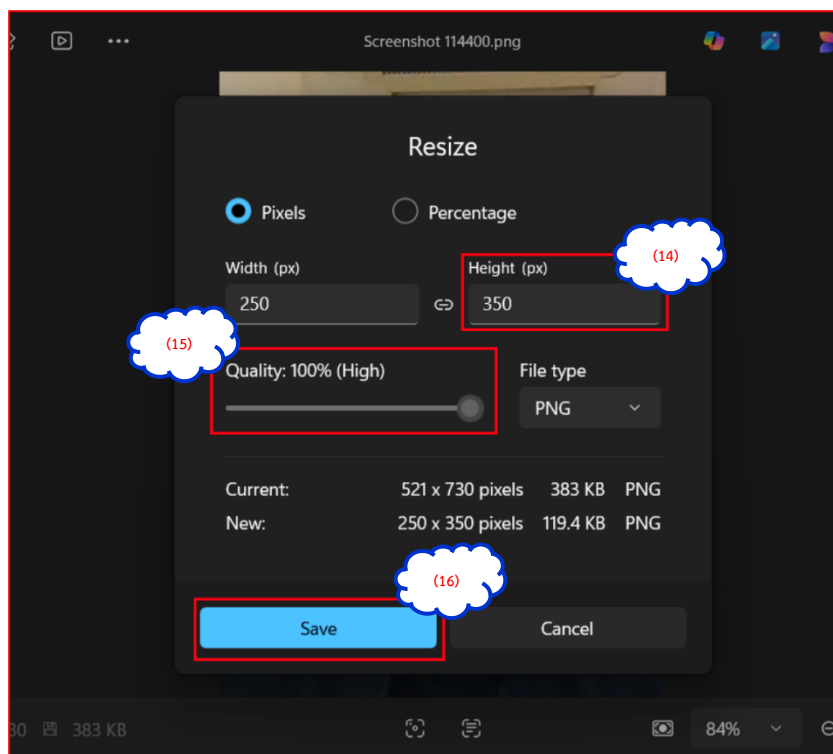 Screenshot 114400.png
Resize
Pixels Percentage
(14)
Width (px) Height (px)
250 350
(15)
Quality: 100% (High) File type
PNG
Current: 521 x 730 pixels 383 KB PNG
New: 250 x 350 pixels 119.4 KB PNG
(16)
Save Cancel
30 383 KB 84%